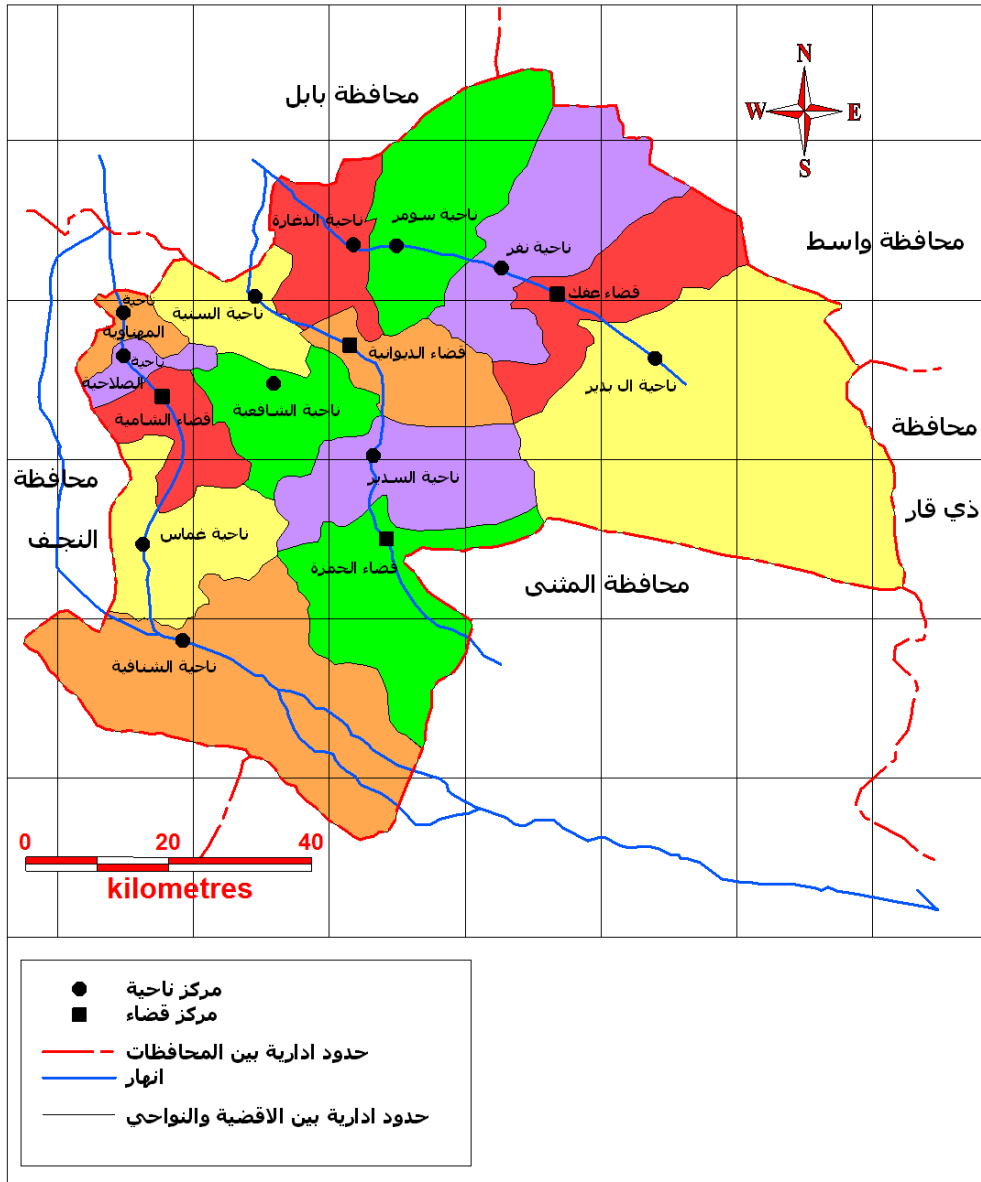 محافظة بابل
N
W
E
S
محافظة واسط
ناحية سومر
ناحية الدغارة
ناحية نفر
قضاء عفك
ناحية السنية
ناحية
المهناوية
قضاء الديوانية
ناحية ال بدير
ناحية
الصلاحية
قضاء الشامية
ناحية الشافعية
محافظة
ذي قار
محافظة
النجف
ناحية السدير
ناحية غماس
قضاء الحمزة
محافظة المثنى
ناحية الشنافية
0
20
40
kilometres
مركز ناحية
مركز قضاء
حدود ادارية بين المحافظات
انهار
حدود ادارية بين الاقضية والنواحي